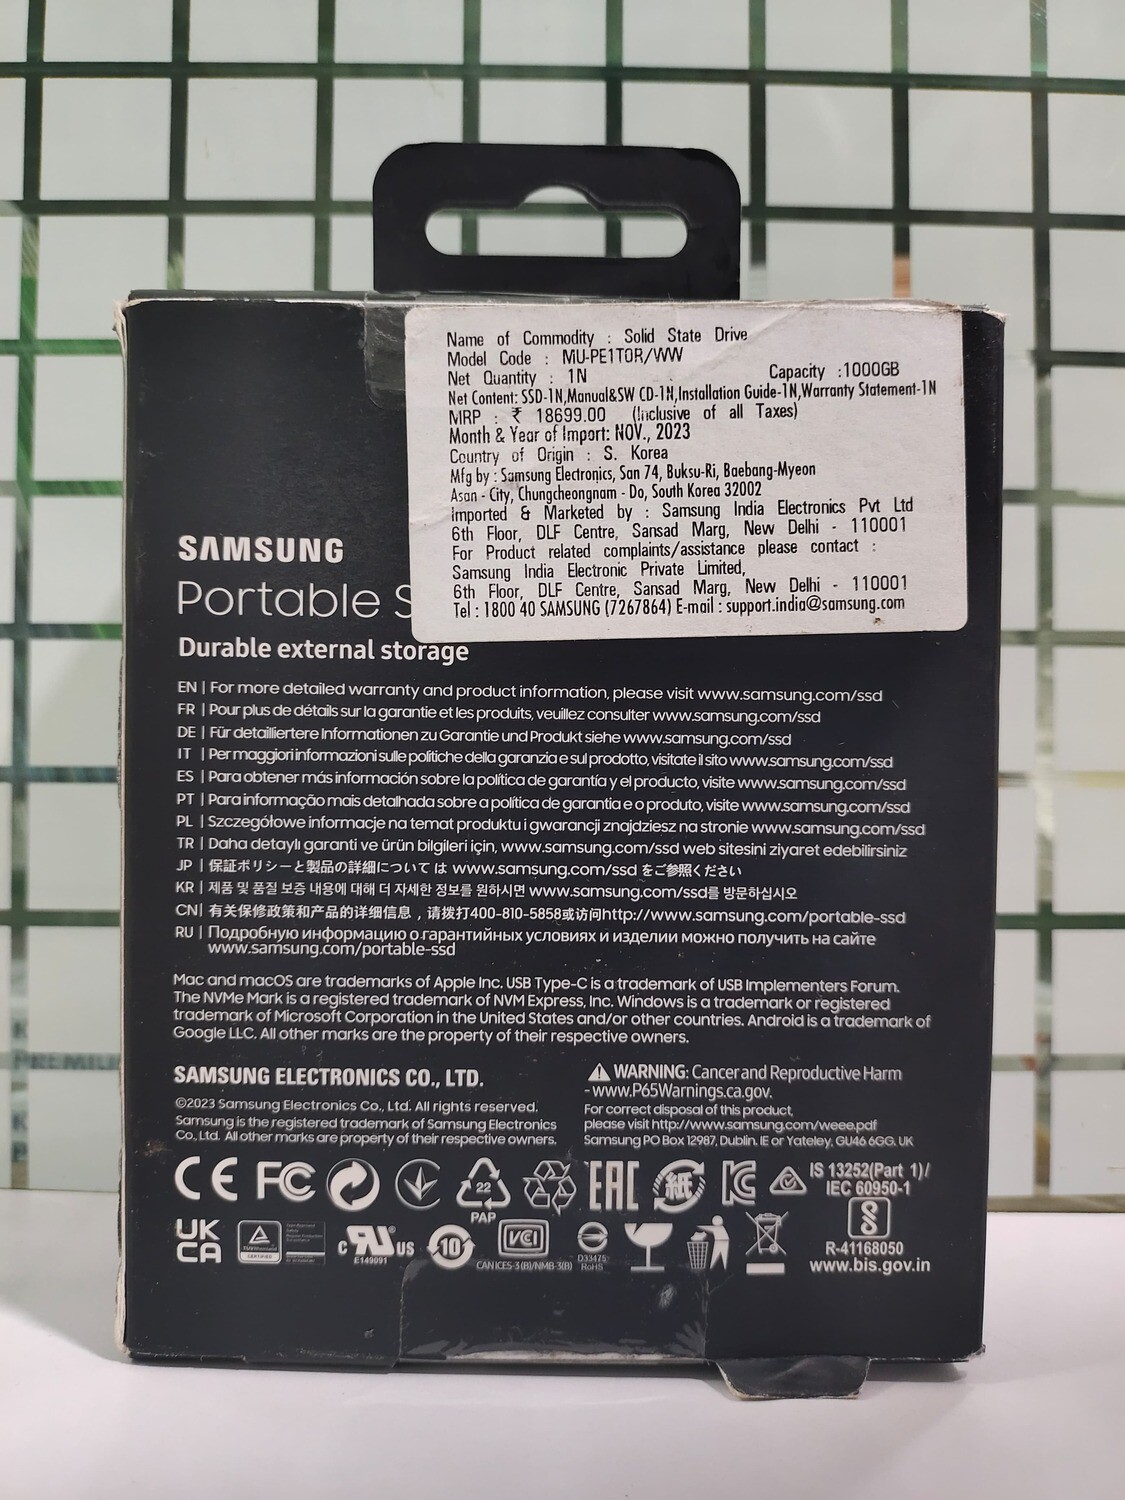 Name of Commodity : Solid State Drive
Model Code : MU-PE1T0R/WW
Net Quantity : 1N Capacity :1000GB
Net Content: SSD-1N,Manual&SW CD-1N,Installation Guide-1N,Warranty Statement-1N
MRP : ₹ 18699.00 (Inclusive of all Taxes)
Month & Year of Import: NOV., 2023
Country of Origin : S. Korea
Mfg by : Samsung Electronics, San 74, Buksu-Ri, Baebang-Myeon
Asan - City, Chungcheongnam - Do, South Korea 32002
Imported & Marketed by : Samsung India Electronics Pvt Ltd
6th Floor, DLF Centre, Sansad Marg, New Delhi - 110001
For Product related complaints/assistance please contact :
Samsung India Electronic Private Limited,
6th Floor, DLF Centre, Sansad Marg, New Delhi - 110001
Tel : 1800 40 SAMSUNG (7267864) E-mail : support.india@samsung.com
SAMSUNG
Portable S
Durable external storage
EN | For more detailed warranty and product information, please visit www.samsung.com/ssd
FR | Pour plus de détails sur la garantie et les produits, veuillez consulter www.samsung.com/ssd
DE | Für detailliertere Informationen zu Garantie und Produkt siehe www.samsung.com/ssd
IT | Per maggiori informazioni sulle politiche della garanzia e sul prodotto, visitate il sito www.samsung.com/ssd
ES | Para obtener más información sobre la política de garantía y el producto, visite www.samsung.com/ssd
PT | Para informação mais detalhada sobre a política de garantia e o produto, visite www.samsung.com/ssd
PL | Szczegółowe informacje na temat produktu i gwarancji znajdziesz na stronie www.samsung.com/ssd
TR | Daha detaylı garanti ve ürün bilgileri için, www.samsung.com/ssd web sitesini ziyaret edebilirsiniz
JP | 保証ポリシーと製品の詳細については www.samsung.com/ssd をご参照ください
KR | 제품 및 품질 보증 내용에 대해 더 자세한 정보를 원하시면 www.samsung.com/ssd를 방문하십시오
CN | 有关保修政策和产品的详细信息，请拨打400-810-5858或访问http://www.samsung.com/portable-ssd
RU | Подробную информацию о гарантийных условиях и изделии можно получить на сайте
www.samsung.com/portable-ssd
Mac and macOS are trademarks of Apple Inc. USB Type-C is a trademark of USB Implementers Forum.
The NVMe Mark is a registered trademark of NVM Express, Inc. Windows is a trademark or registered
trademark of Microsoft Corporation in the United States and/or other countries. Android is a trademark of
Google LLC. All other marks are the property of their respective owners.
SAMSUNG ELECTRONICS CO., LTD.
©2023 Samsung Electronics Co., Ltd. All rights reserved.
Samsung is the registered trademark of Samsung Electronics
Co., Ltd. All other marks are property of their respective owners.
WARNING: Cancer and Reproductive Harm
- www.P65Warnings.ca.gov.
For correct disposal of this product,
please visit http://www.samsung.com/weee.pdf
Samsung PO Box 12987, Dublin. IE or Yateley, GU46 6GG. UK
CE FC 22 PAP EAC 紙
IS 13252(Part 1)/
IEC 60950-1
R-41168050
www.bis.gov.in
UK
CA
c RU US
E149091
10
VCI
CAN ICES-3(B)/NMB-3(B)
D33475
RoHS
PREMIUM